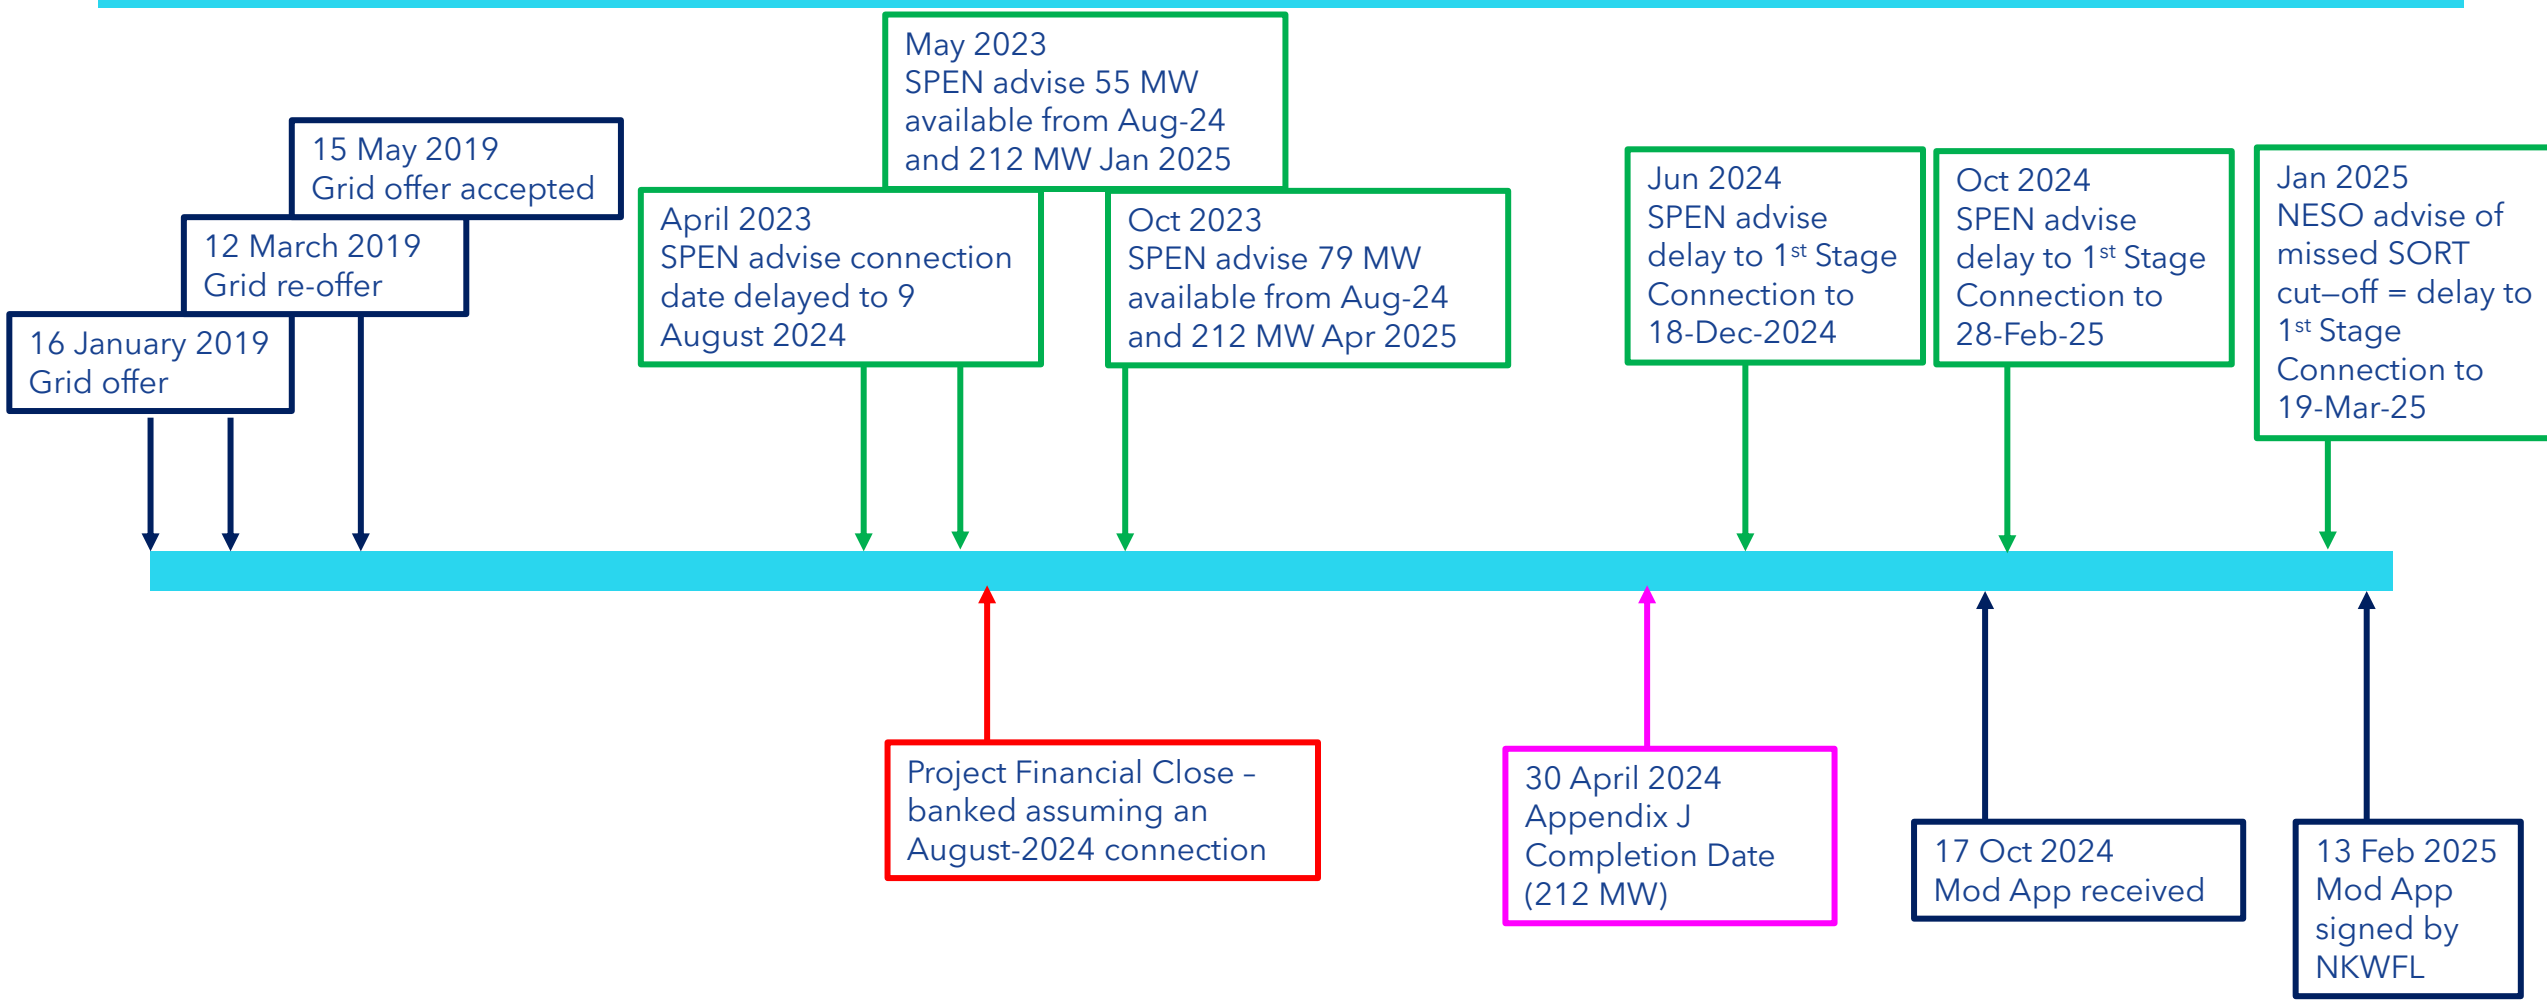 16 January 2019
Grid offer
12 March 2019
Grid re-offer
15 May 2019
Grid offer accepted
April 2023
SPEN advise connection
date delayed to 9
August 2024
May 2023
SPEN advise 55 MW
available from Aug-24
and 212 MW Jan 2025
Oct 2023
SPEN advise 79 MW
available from Aug-24
and 212 MW Apr 2025
Jun 2024
SPEN advise
delay to 1st Stage
Connection to
18-Dec-2024
Oct 2024
SPEN advise
delay to 1st Stage
Connection to
28-Feb-25
Jan 2025
NESO advise of
missed SORT
cut–off = delay to
1st Stage
Connection to
19-Mar-25
Project Financial Close –
banked assuming an
August-2024 connection
30 April 2024
Appendix J
Completion Date
(212 MW)
17 Oct 2024
Mod App received
13 Feb 2025
Mod App
signed by
NKWFL